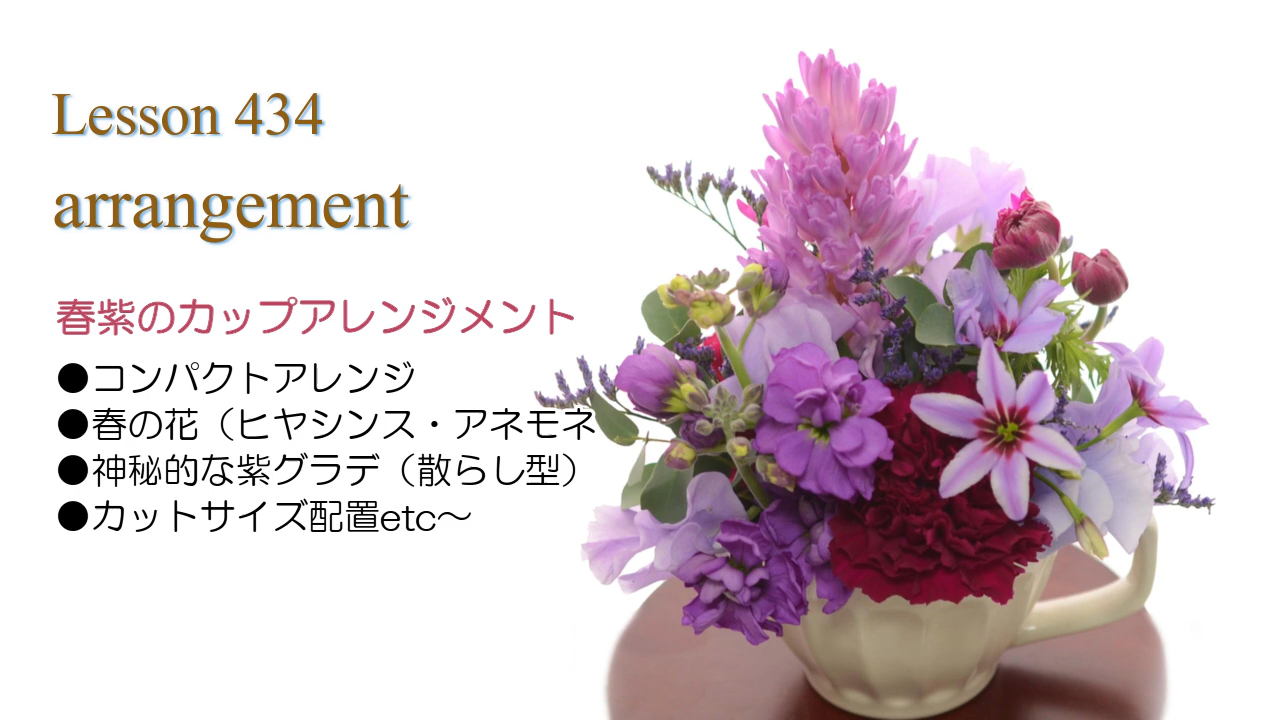 Lesson 434
arrangement
春紫のカップアレンジメント
●コンパクトアレンジ
●春の花（ヒヤシンス・アネモネ
●神秘的な紫グラデ（散らし型）
●カットサイズ配置etc～